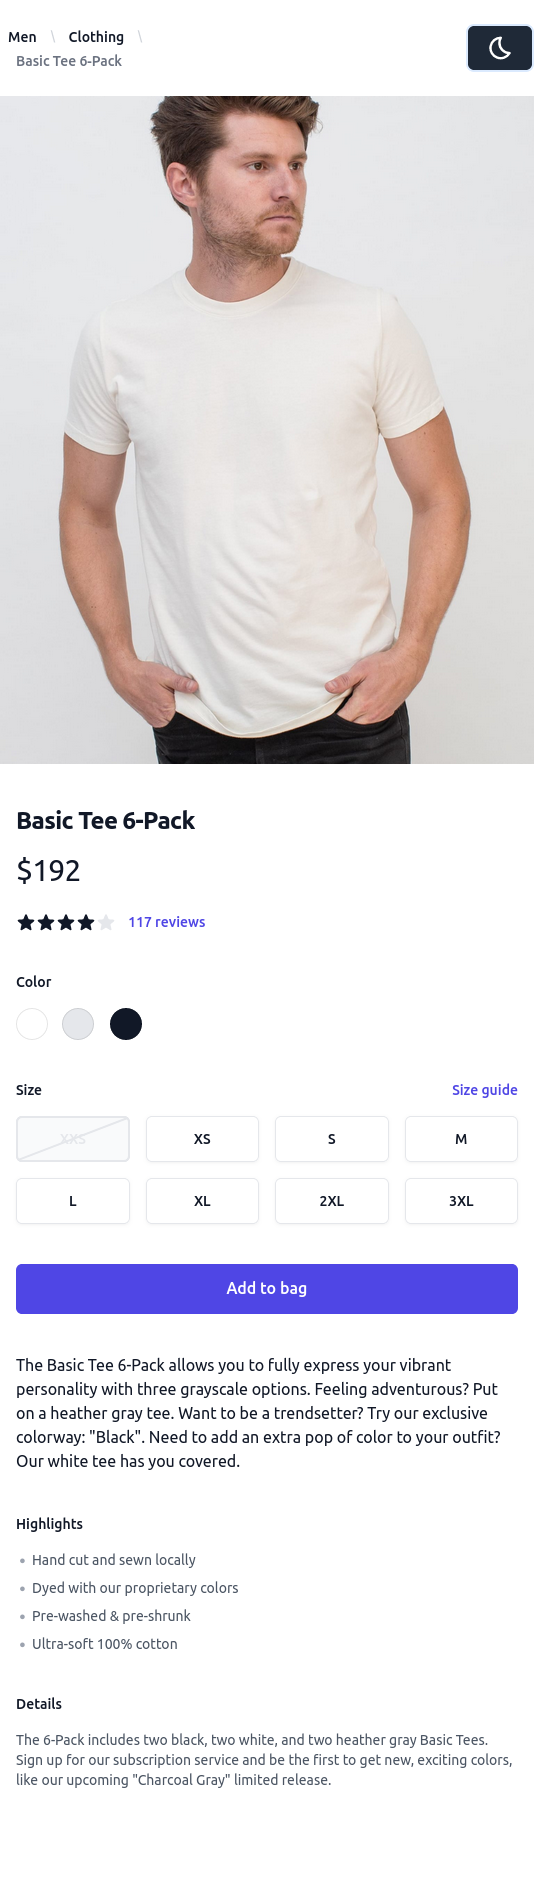 Men \ Clothing \
Basic Tee 6-Pack
Basic Tee 6-Pack
$192
117 reviews
Color
Size
Size guide
XXS
XS
S
M
L
XL
2XL
3XL
Add to bag
The Basic Tee 6-Pack allows you to fully express your vibrant
personality with three grayscale options. Feeling adventurous? Put
on a heather gray tee. Want to be a trendsetter? Try our exclusive
colorway: "Black". Need to add an extra pop of color to your outfit?
Our white tee has you covered.
Highlights
Hand cut and sewn locally
Dyed with our proprietary colors
Pre-washed & pre-shrunk
Ultra-soft 100% cotton
Details
The 6-Pack includes two black, two white, and two heather gray Basic Tees.
Sign up for our subscription service and be the first to get new, exciting colors,
like our upcoming "Charcoal Gray" limited release.